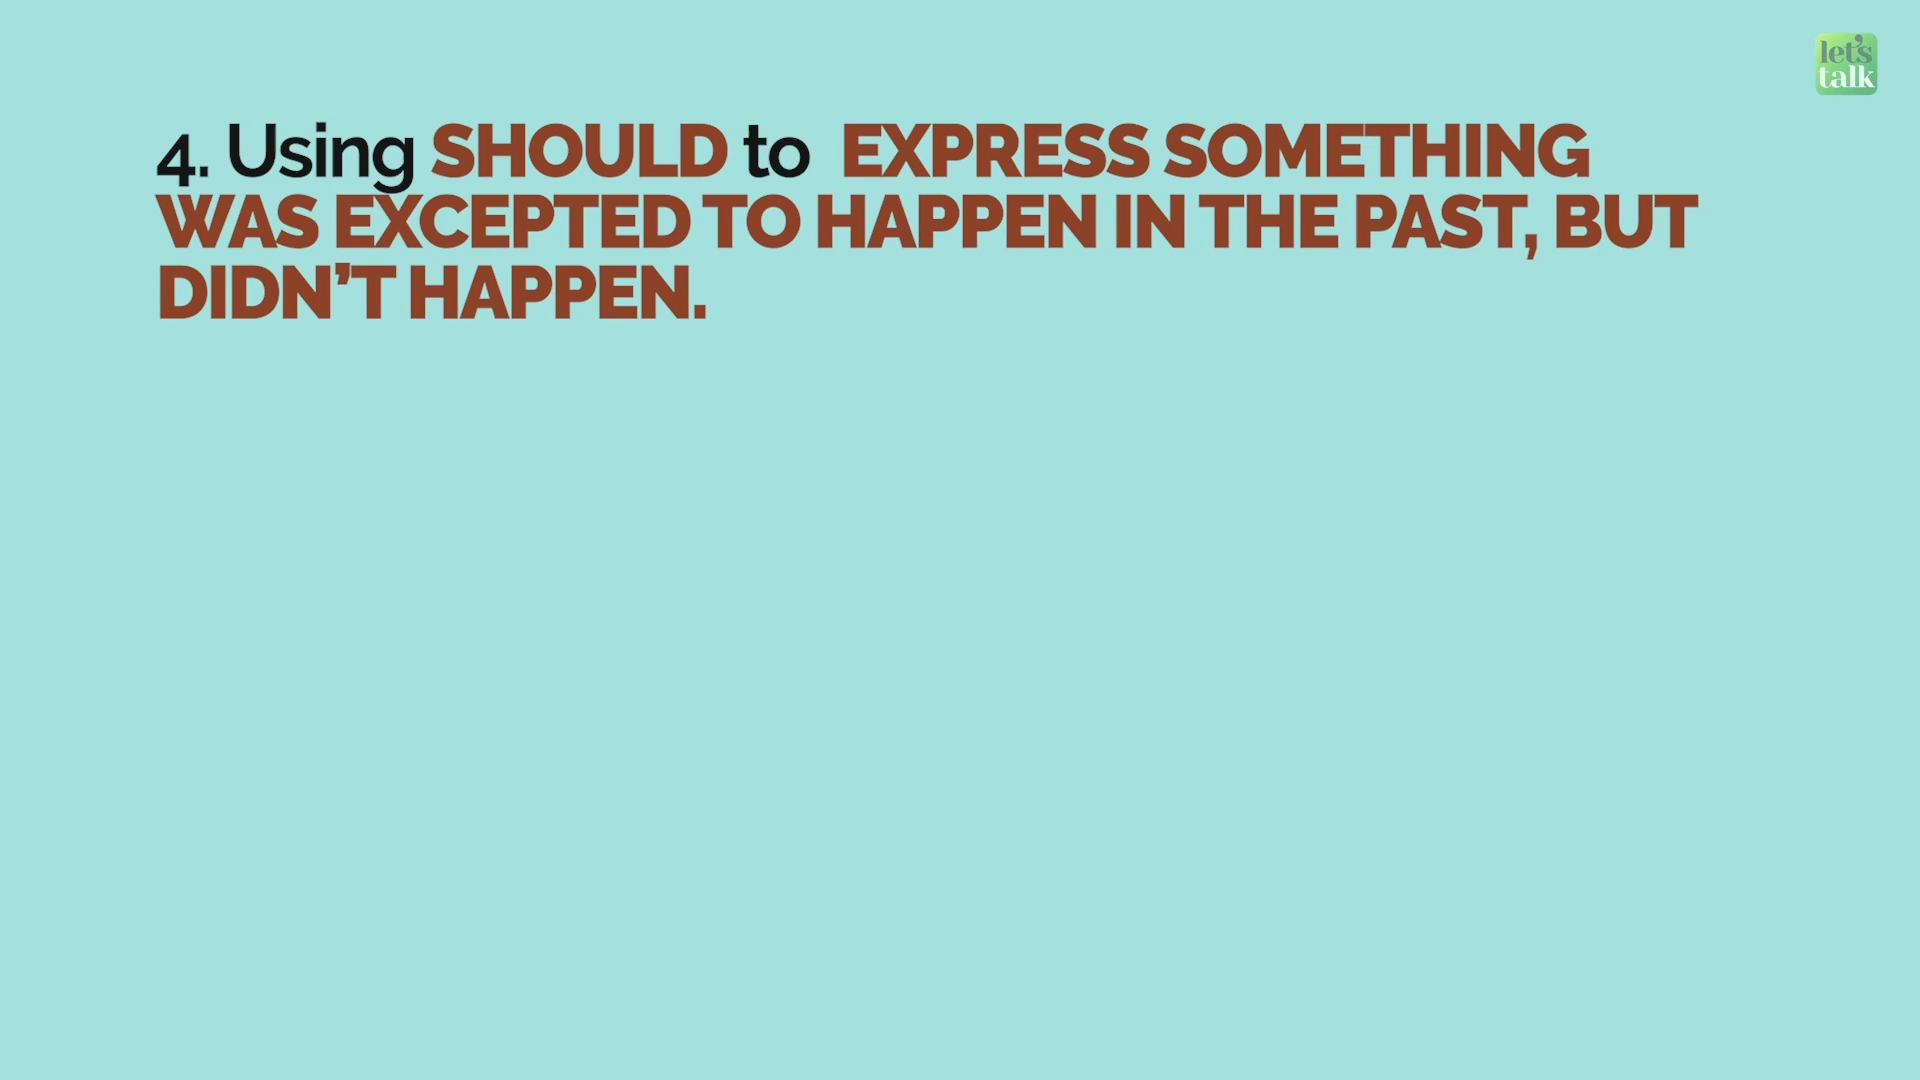 let's
talk
4. Using SHOULD to EXPRESS SOMETHING
WAS EXCEPTED TO HAPPEN IN THE PAST, BUT
DIDN’T HAPPEN.